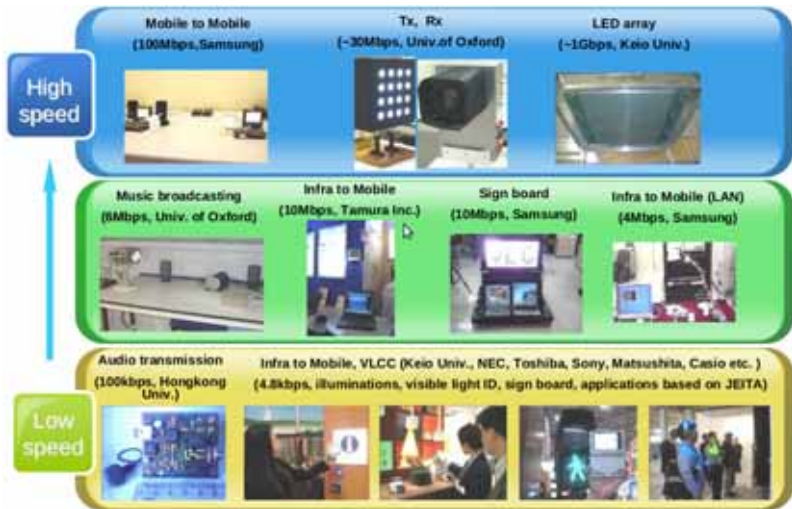 Mobile to Mobile
(100Mbps,Samsung)
Tx, Rx
(~30Mbps, Univ.of Oxford)
LED array
(~1Gbps, Keio Univ.)
High
speed
Music broadcasting
(6Mbps, Univ. of Oxford)
Infra to Mobile
(10Mbps, Tamura Inc.)
Sign board
(10Mbps, Samsung)
Infra to Mobile (LAN)
(4Mbps, Samsung)
Audio transmission
(100kbps, Hongkong
Univ.)
Infra to Mobile, VLCC (Keio Univ., NEC, Toshiba, Sony, Matsushita, Casio etc. )
(4.8kbps, illuminations, visible light ID, sign board, applications based on JEITA)
Low
speed